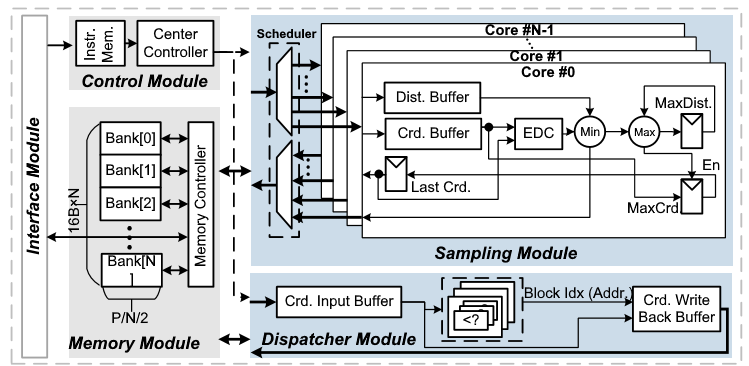 Interface Module
Instr.
Mem.
Center
Controller
Control Module
Bank[0]
Bank[1]
Bank[2]
Bank[N
]
16B×N
P/N/2
Memory Controller
Memory Module
Scheduler
Core #N-1
Core #1
Core #0
Dist. Buffer
Crd. Buffer
EDC
Min
Max
MaxDist.
En
MaxCrd.
Last Crd.
Sampling Module
Crd. Input Buffer
<?
Block Idx (Addr.)
Crd. Write
Back Buffer
Dispatcher Module